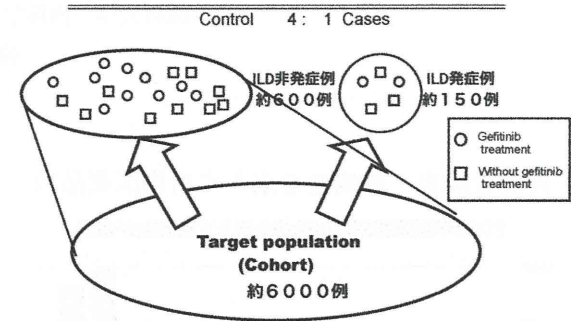 Control 4: 1 Cases
ILD非発症例
約600例
ILD発症例
約150例
Gefitinib
treatment
Without gefitinib
treatment
Target population
(Cohort)
約6000例